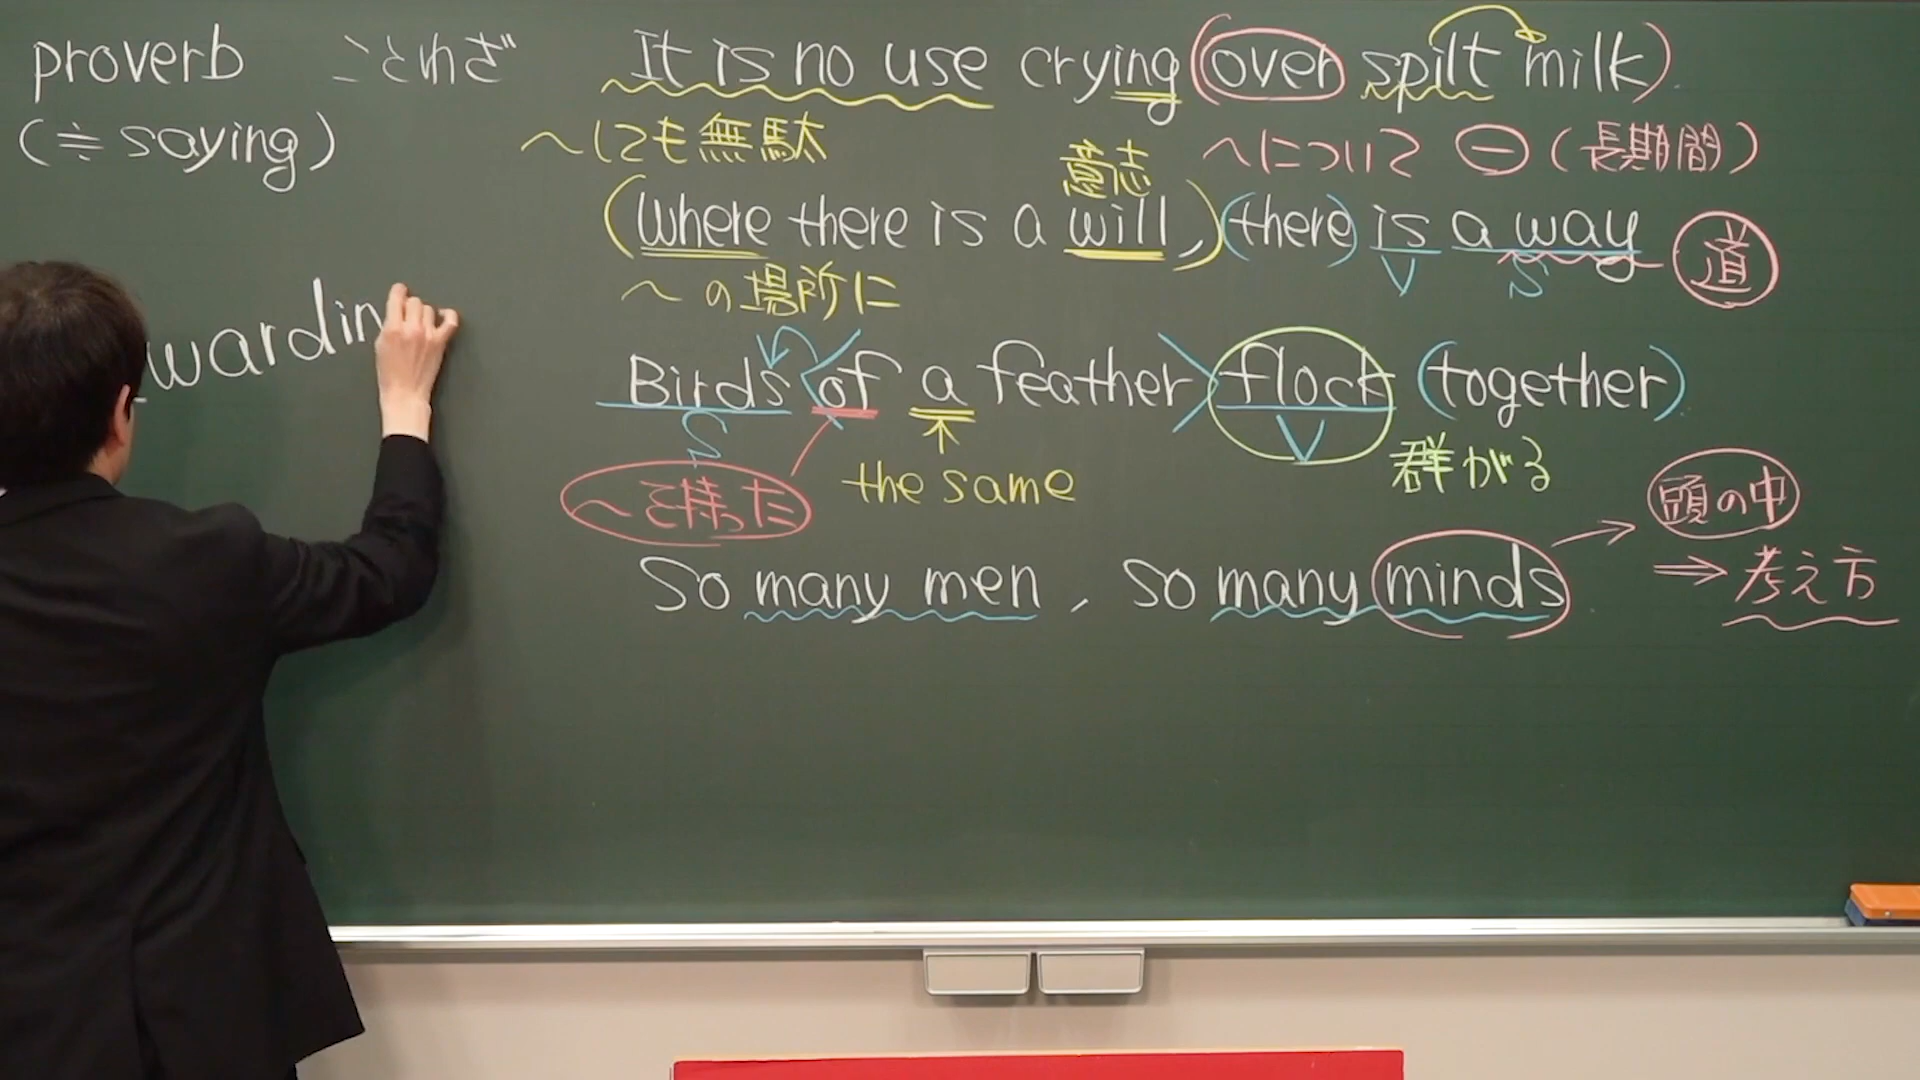 proverb ことわざ
(≒ saying)
wardin
It is no use crying (over spilt milk)
〜しても無駄
〜について ⊖ (長期間)
意志
(Where there is a will,) (there) is a way
V S
道
〜の場所に
Birds <of a feather> flock (together)
S V
〜を持った
the same
群がる
So many men, so many minds
頭の中
⇒ 考え方